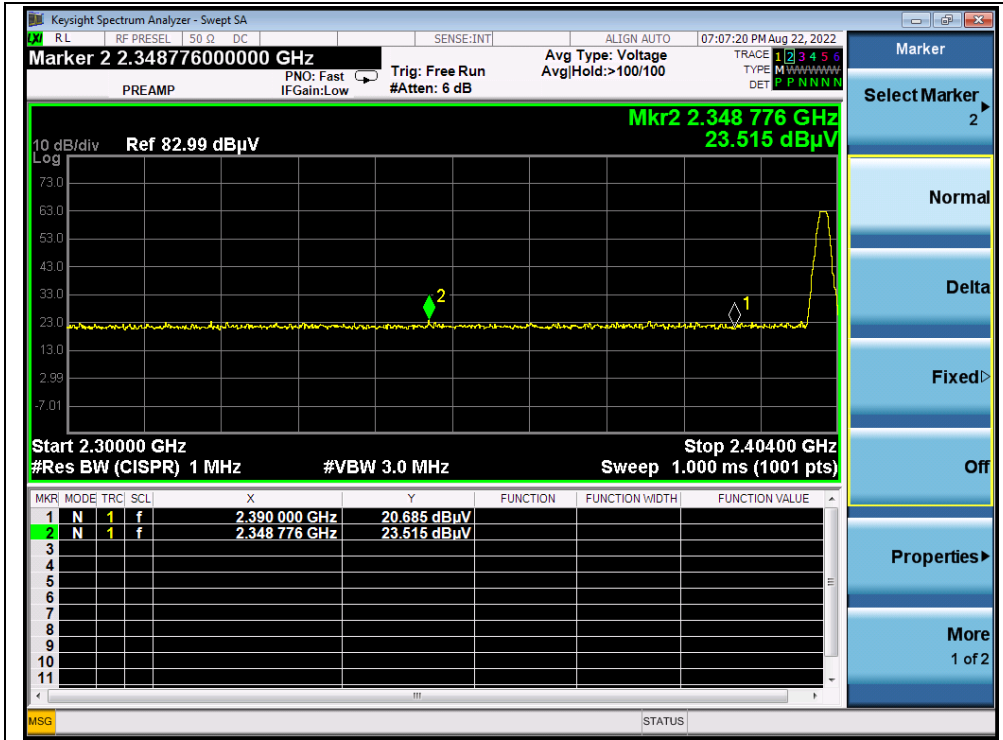 Keysight Spectrum Analyzer - Swept SA
LXI RL RF PRESEL 50 Ω DC SENSE:INT ALIGN AUTO 07:07:20 PM Aug 22, 2022
Marker 2 2.348776000000 GHz
PREAMP
PNO: Fast
IFGain:Low
Trig: Free Run
#Atten: 6 dB
Avg Type: Voltage
Avg|Hold:>100/100
TRACE 1 2 3 4 5 6
TYPE M W W W W W
DET P P N N N N
Mkr2 2.348 776 GHz
23.515 dBµV
10 dB/div Ref 82.99 dBµV
Log
73.0
63.0
53.0
43.0
33.0
23.0
13.0
2.99
-7.01
2
1
Start 2.30000 GHz Stop 2.40400 GHz
#Res BW (CISPR) 1 MHz #VBW 3.0 MHz Sweep 1.000 ms (1001 pts)
MKR MODE TRC SCL X Y FUNCTION FUNCTION WIDTH FUNCTION VALUE
1 N 1 f 2.390 000 GHz 20.685 dBµV
2 N 1 f 2.348 776 GHz 23.515 dBµV
3
4
5
6
7
8
9
10
11
MSG STATUS
Marker
Select Marker
2
Normal
Delta
Fixed
Off
Properties
More
1 of 2